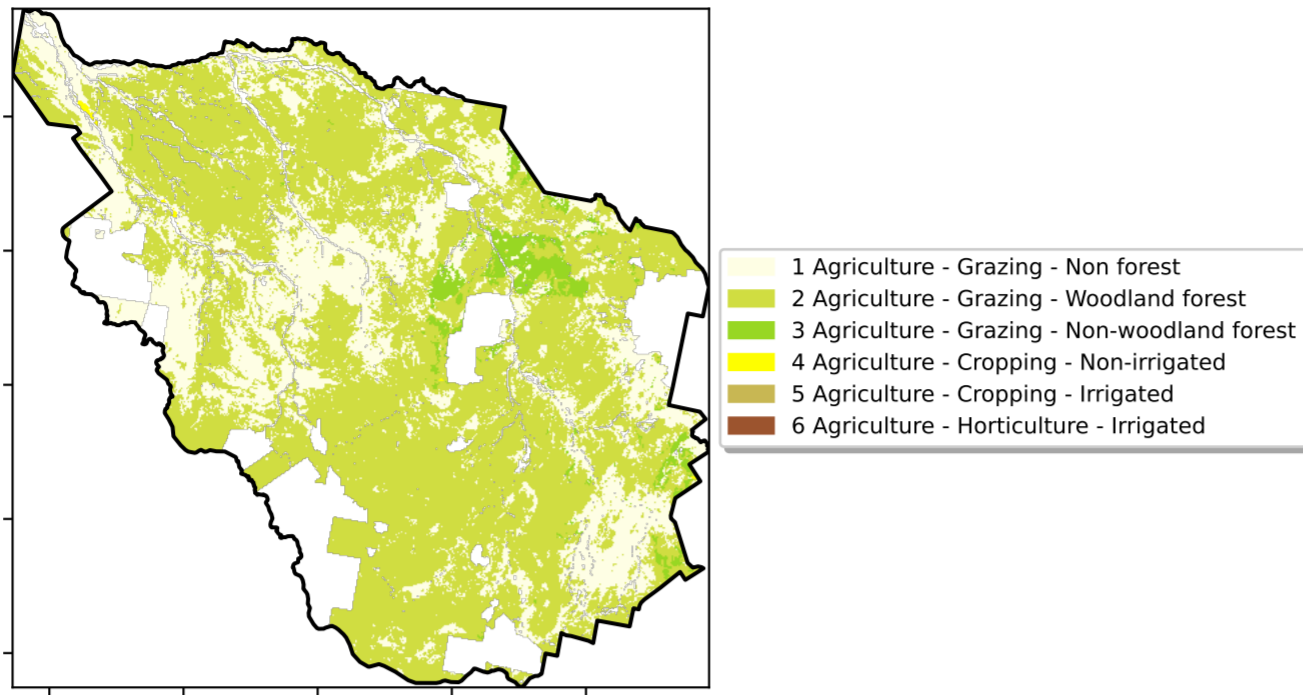 1 Agriculture - Grazing - Non forest
2 Agriculture - Grazing - Woodland forest
3 Agriculture - Grazing - Non-woodland forest
4 Agriculture - Cropping - Non-irrigated
5 Agriculture - Cropping - Irrigated
6 Agriculture - Horticulture - Irrigated